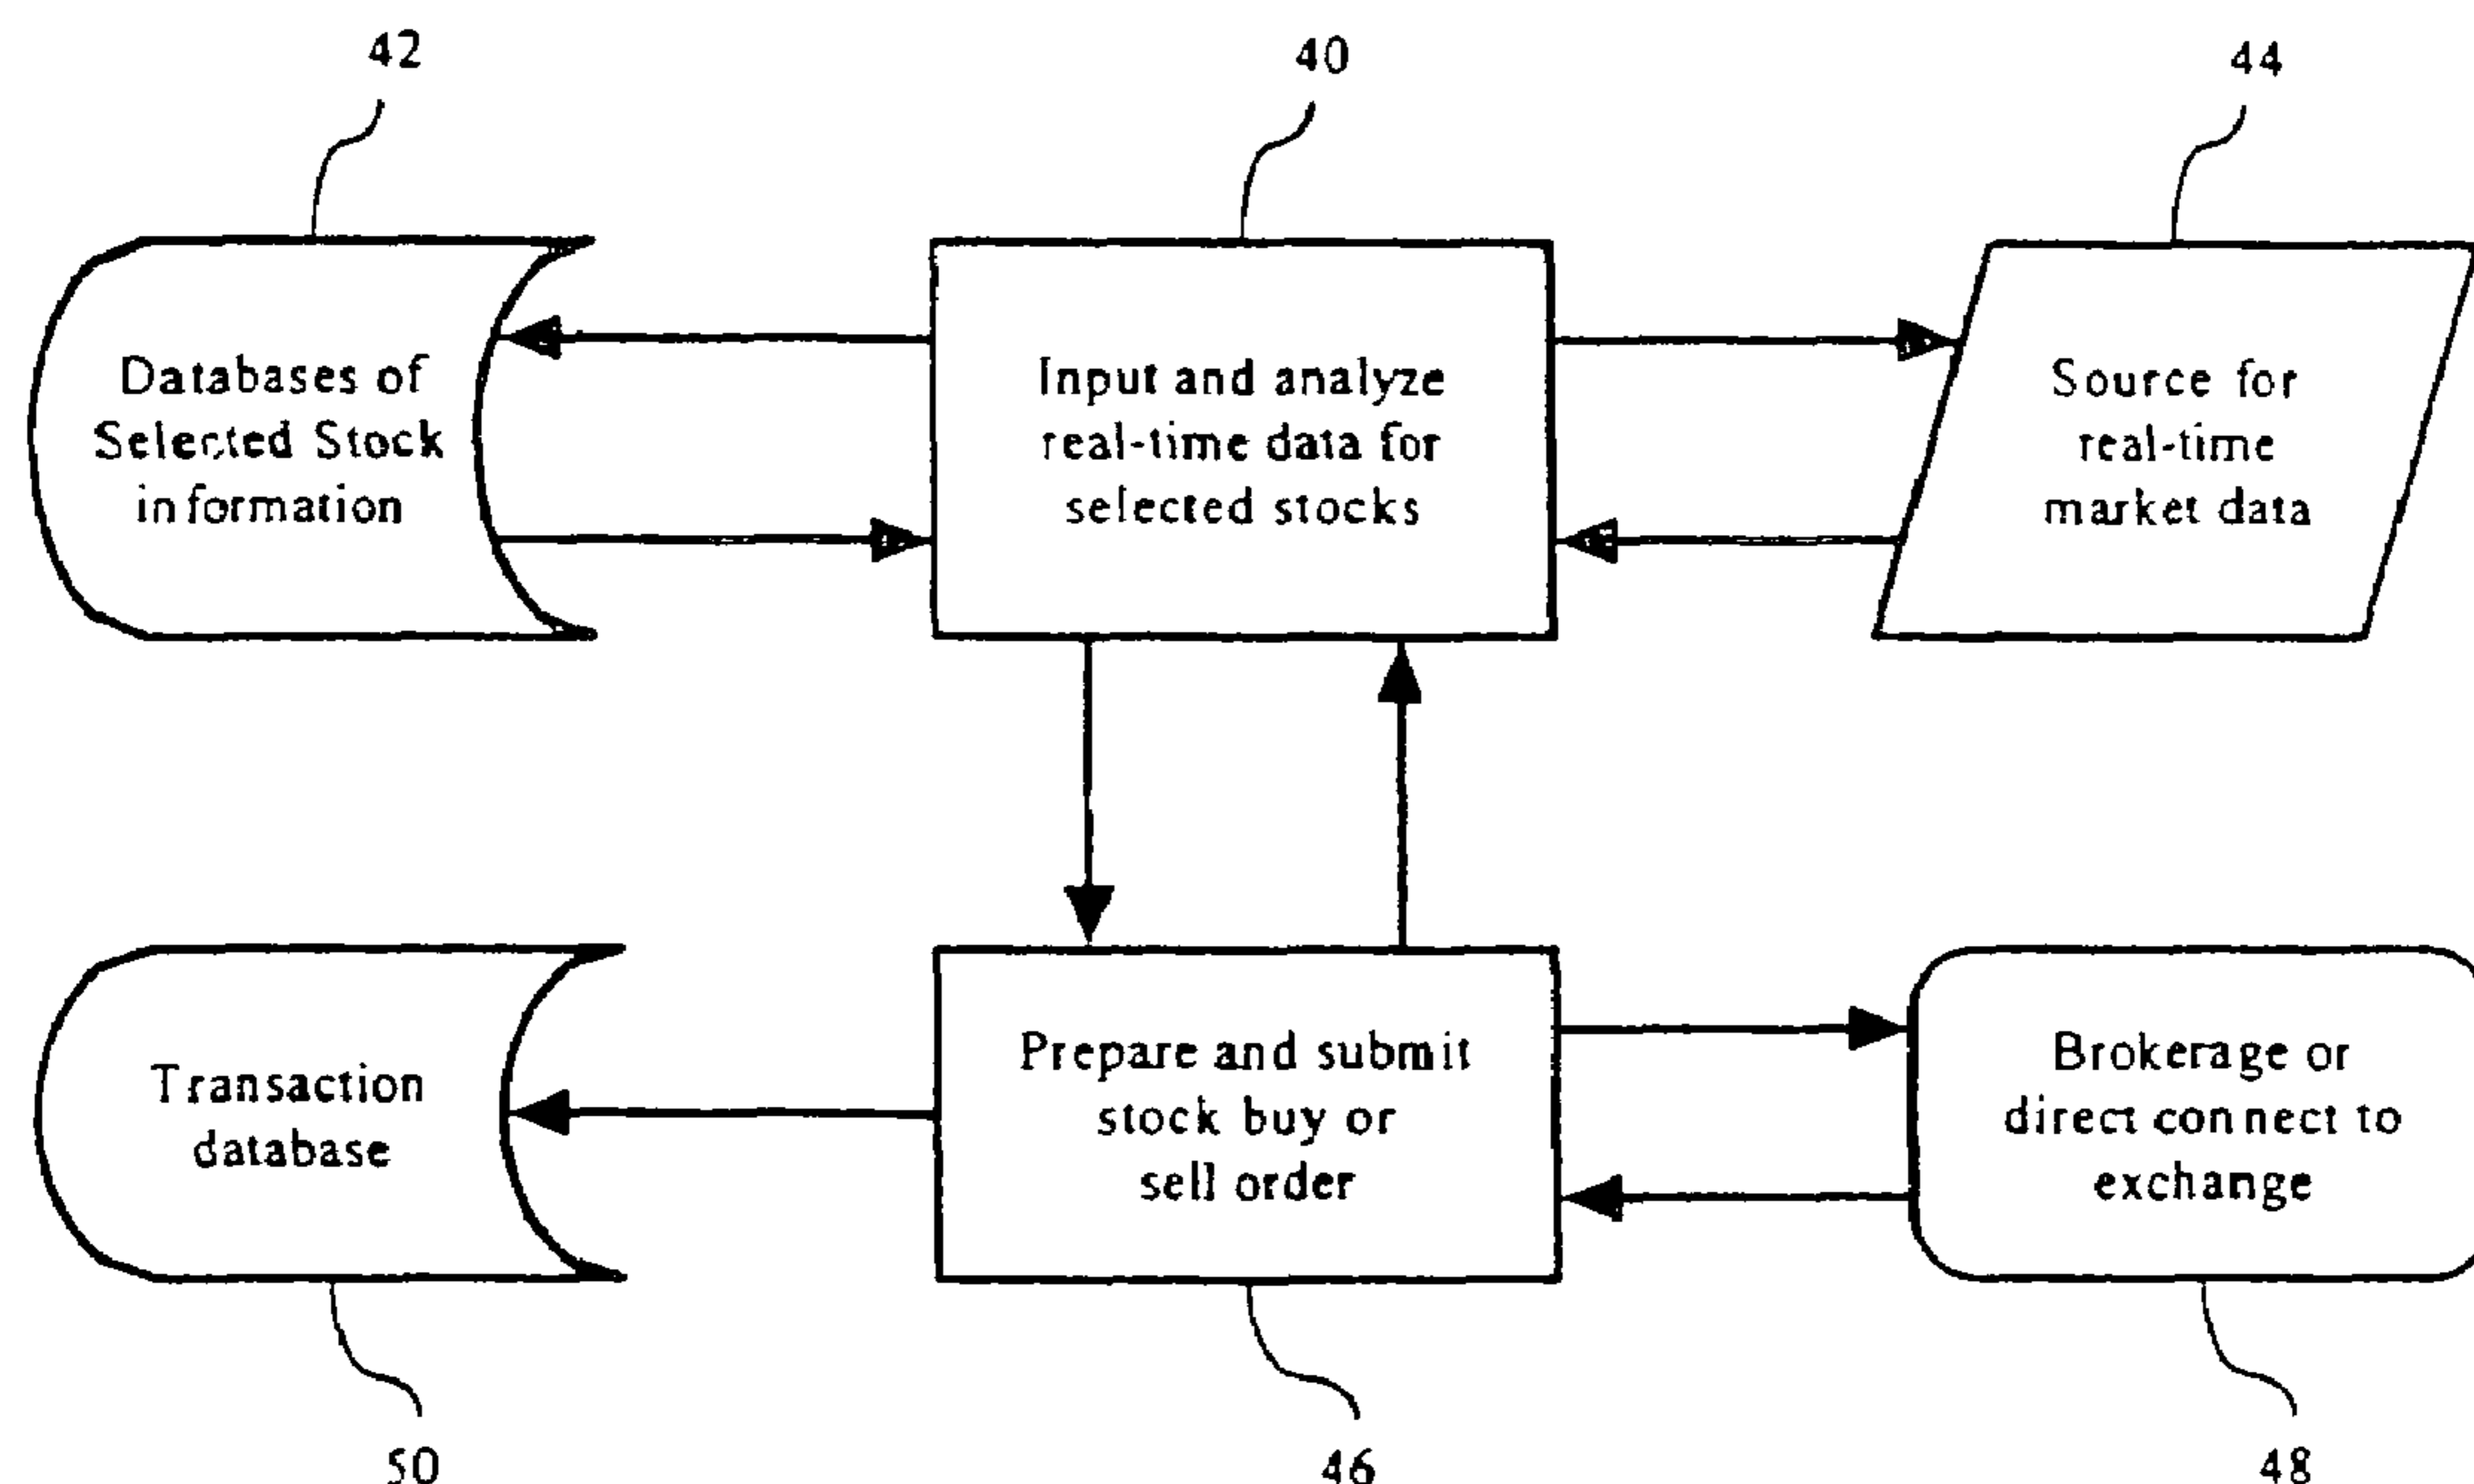 42
40
44
Databases of
Selected Stock
information
Input and analyze
real-time data for
selected stocks
Source for
real-time
market data
Transaction
database
Prepare and submit
stock buy or
sell order
Brokerage or
direct connect to
exchange
50
46
48